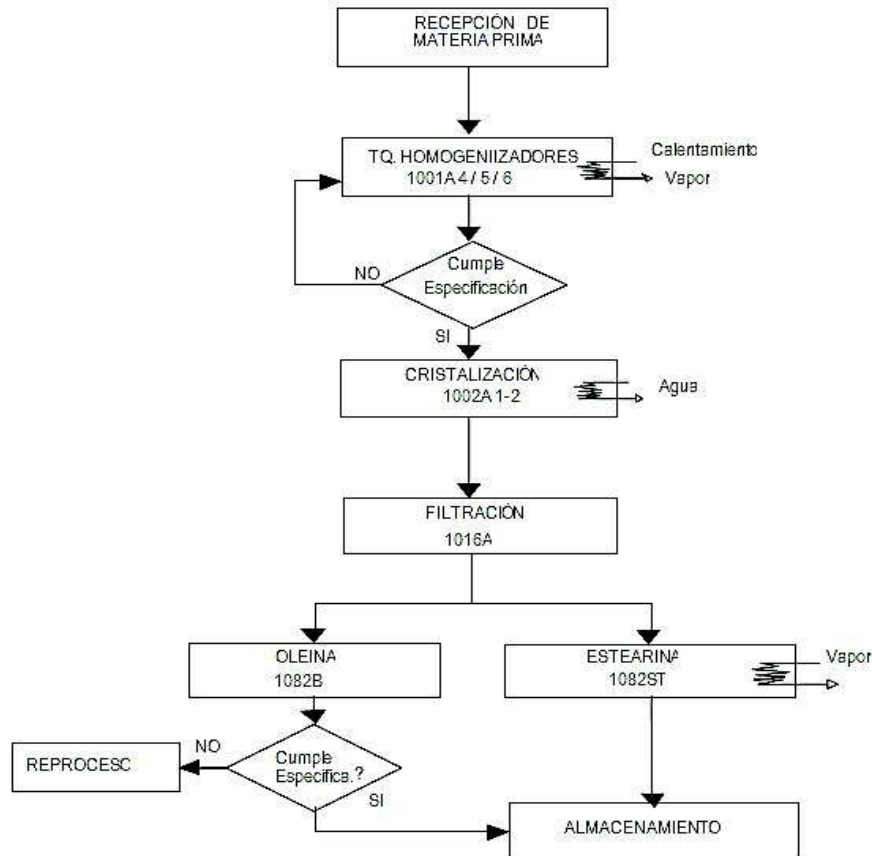 RECEPCIÓN DE
MATERIA PRIMA
TQ. HOMOGENIIZADORES
1001A 4 / 5 / 6
Calentamiento
Vapor
NO
Cumple
Especificación
SI
CRISTALIZACIÓN
1002A 1-2
Agua
FILTRACIÓN
1016A
OLEINA
1082B
ESTEARINA
1082ST
Vapor
REPROCESC
NO
Cumple
Especifica.?
SI
ALMACENAMIENTO